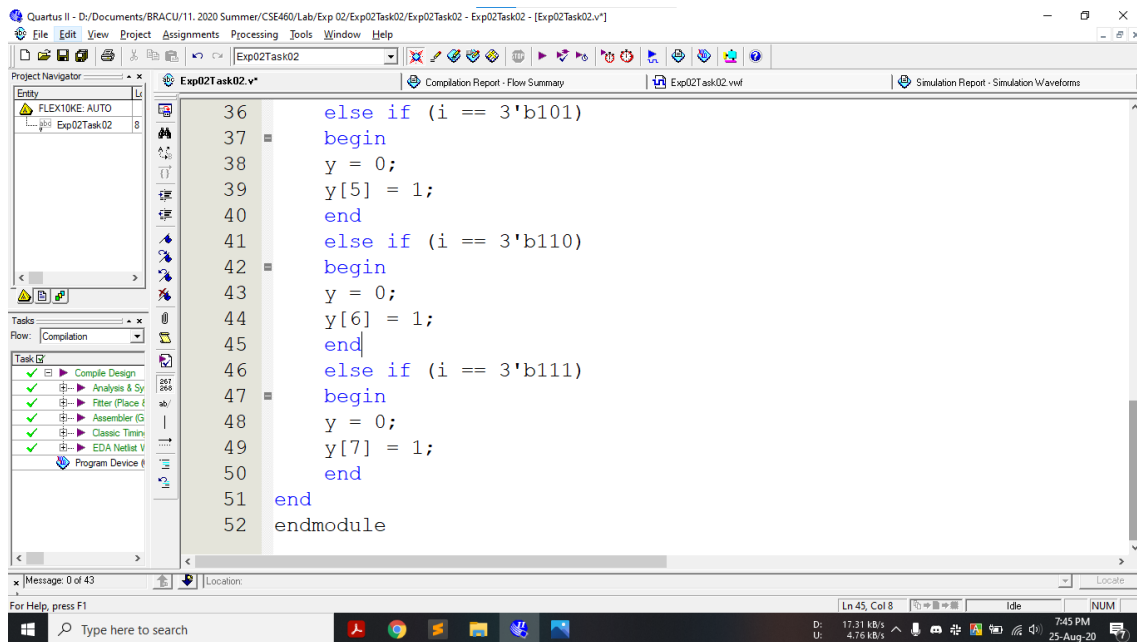 Quartus II - D:/Documents/BRACU/11. 2020 Summer/CSE460/Lab/Exp 02/Exp02Task02/Exp02Task02 - Exp02Task02 - [Exp02Task02.v*]
File Edit View Project Assignments Processing Tools Window Help
Exp02Task02
Project Navigator
Exp02Task02.v*
Compilation Report - Flow Summary
Exp02Task02.vwf
Simulation Report - Simulation Waveforms
Entity
FLEX10KE: AUTO
Exp02Task02 8
36 else if (i == 3'b101)
37 begin
38 y = 0;
39 y[5] = 1;
40 end
41 else if (i == 3'b110)
42 begin
43 y = 0;
44 y[6] = 1;
45 end
46 else if (i == 3'b111)
47 begin
48 y = 0;
49 y[7] = 1;
50 end
51 end
52 endmodule
Tasks
Flow: Compilation
Task
Compile Design
Analysis & Sy
Fitter (Place &
Assembler (G
Classic Timin
EDA Netlist W
Program Device (
267
268
ab/
Message: 0 of 43
Location:
Locate
For Help, press F1
Ln 45, Col 8
Idle
NUM
Type here to search
D: 17.31 kB/s
U: 4.76 kB/s
7:45 PM
25-Aug-20